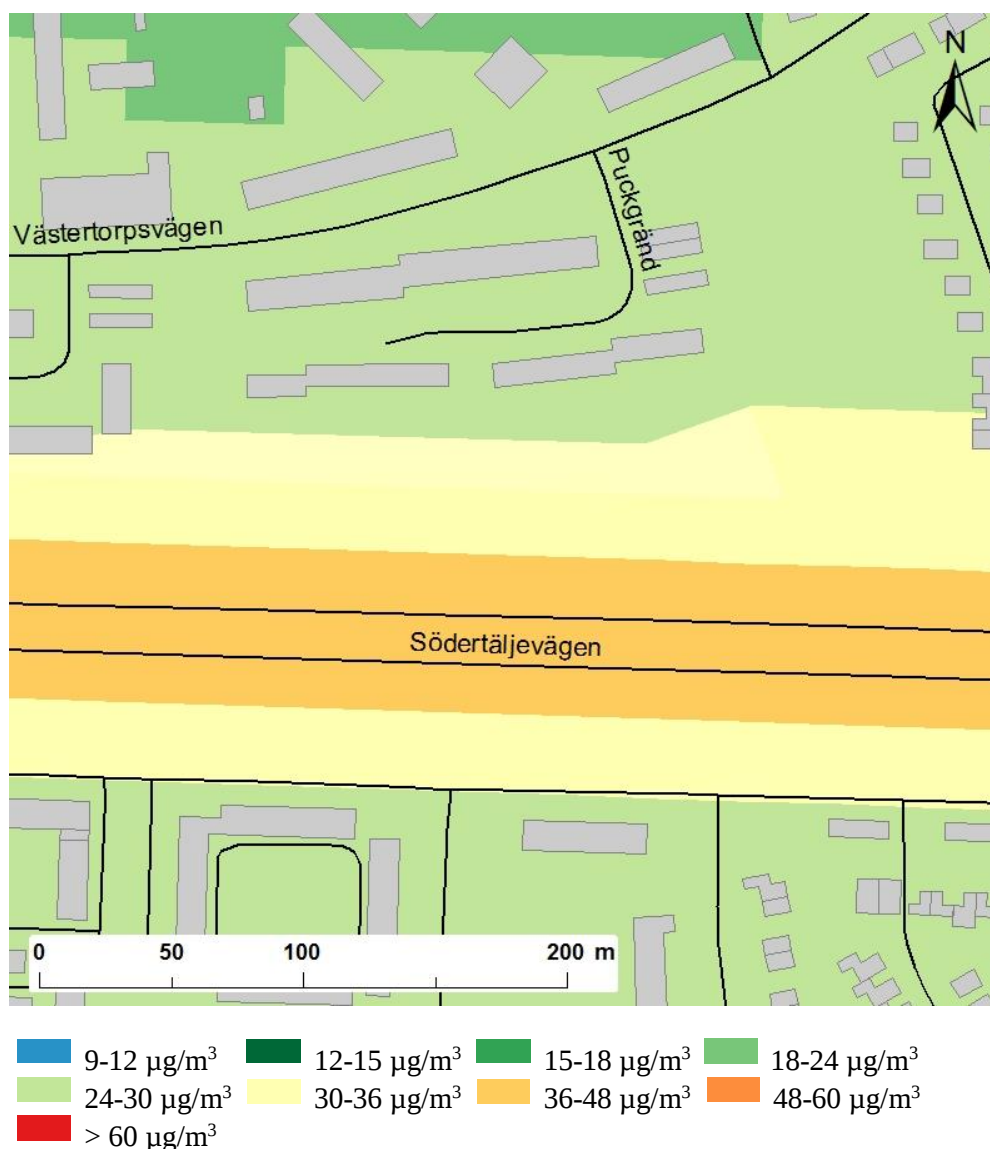 N
Puckgränd
Västertorpsvägen
Södertäljevägen
0 50 100 200 m
9-12 µg/m³ 12-15 µg/m³ 15-18 µg/m³ 18-24 µg/m³
24-30 µg/m³ 30-36 µg/m³ 36-48 µg/m³ 48-60 µg/m³
> 60 µg/m³